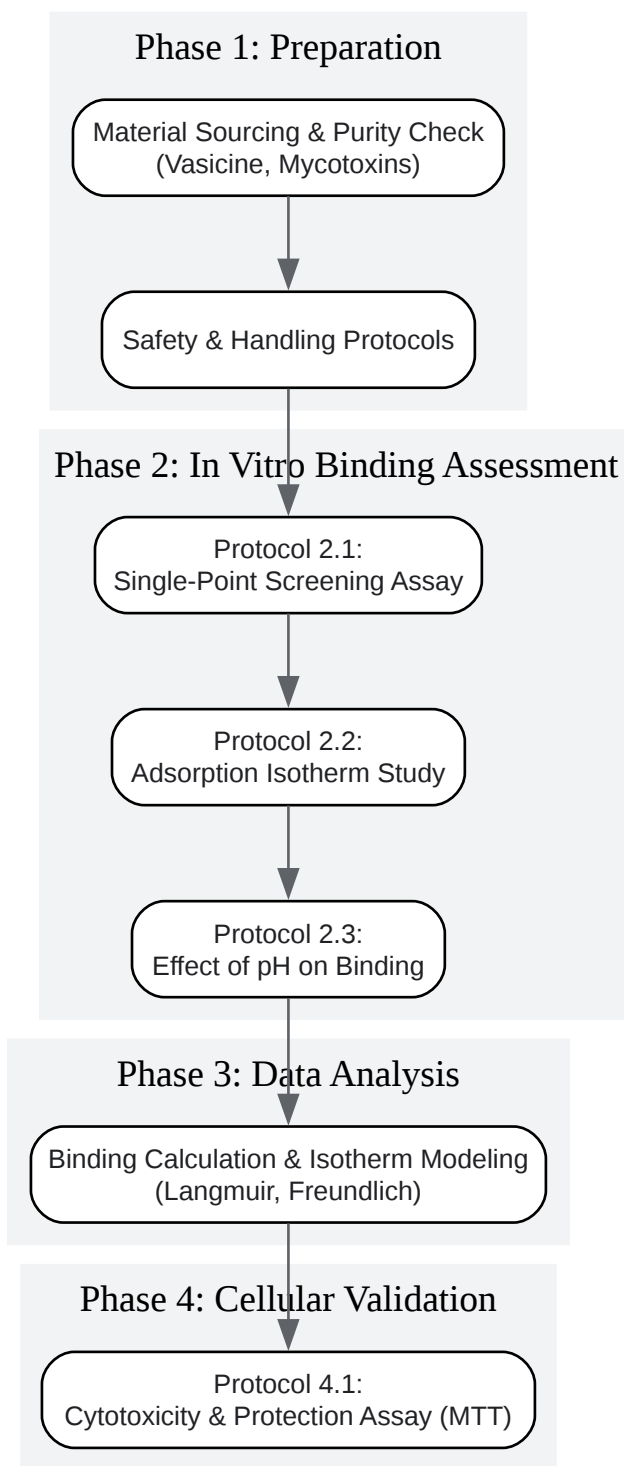 Phase 1: Preparation
Material Sourcing & Purity Check
(Vasicine, Mycotoxins)
Safety & Handling Protocols
Phase 2: In Vitro Binding Assessment
Protocol 2.1:
Single-Point Screening Assay
Protocol 2.2:
Adsorption Isotherm Study
Protocol 2.3:
Effect of pH on Binding
Phase 3: Data Analysis
Binding Calculation & Isotherm Modeling
(Langmuir, Freundlich)
Phase 4: Cellular Validation
Protocol 4.1:
Cytotoxicity & Protection Assay (MTT)